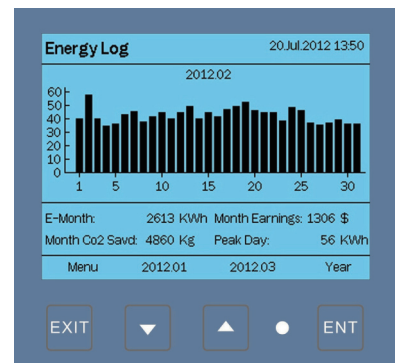 Energy Log 20.Jul.2012 13:50
2012.02
60
50
40
30
20
10
0
1 5 10 15 20 25 30
E-Month: 2613 KWh Month Earnings: 1306 $
Month Co2 Savd: 4860 Kg Peak Day: 56 KWh
Menu 2012.01 2012.03 Year
EXIT ENT